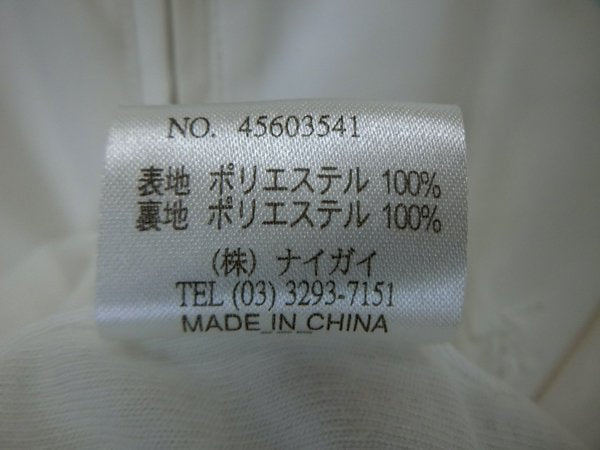 NO. 45603541
表地 ポリエステル 100%
裏地 ポリエステル 100%
(株) ナイガイ
TEL (03) 3293-7151
MADE_IN_CHINA